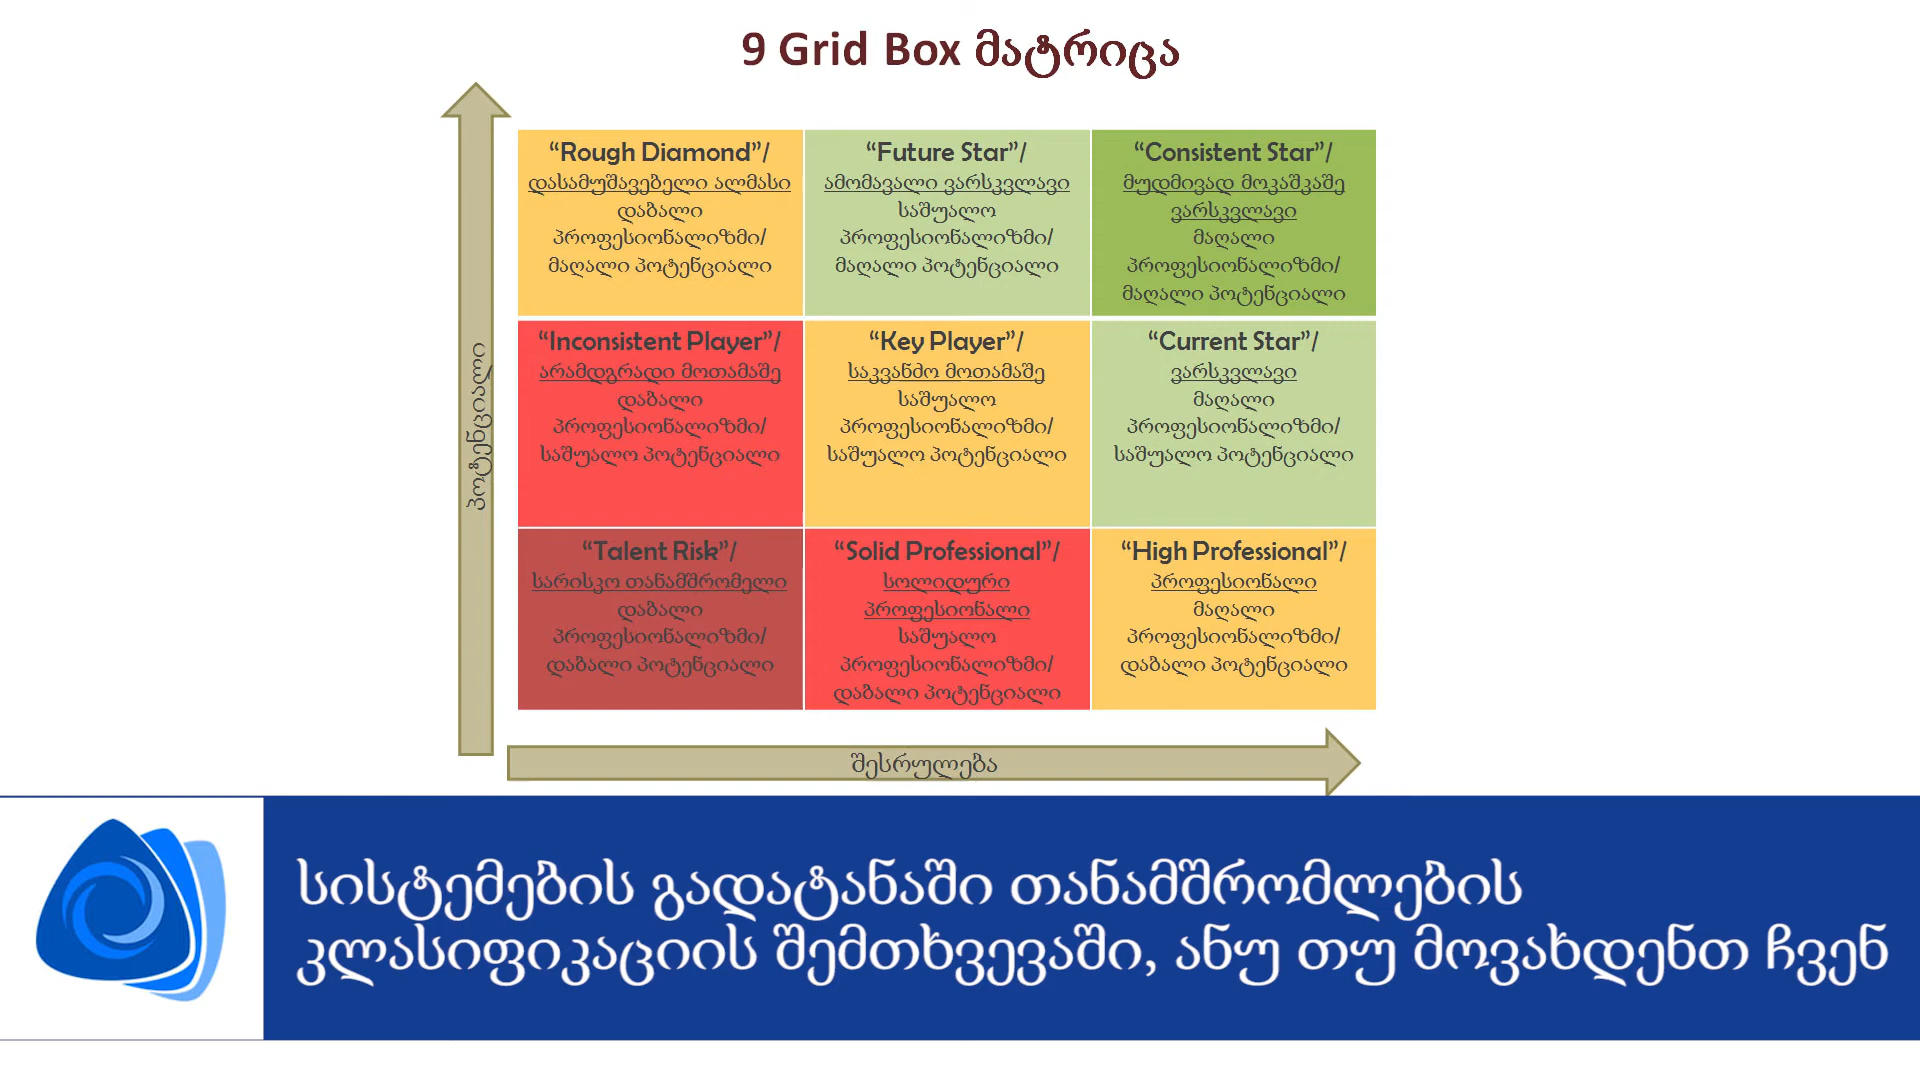 9 Grid Box მატრიცა
“Rough Diamond”/
დასამუშავებელი ალმასი
დაბალი
პროფესიონალიზმი/
მაღალი პოტენციალი
“Future Star”/
ამომავალი ვარსკვლავი
საშუალო
პროფესიონალიზმი/
მაღალი პოტენციალი
“Consistent Star”/
მუდმივად მოკაშკაშე
ვარსკვლავი
მაღალი
პროფესიონალიზმი/
მაღალი პოტენციალი
პოტენციალი
“Inconsistent Player”/
არამდგრადი მოთამაშე
დაბალი
პროფესიონალიზმი/
საშუალო პოტენციალი
“Key Player”/
საკვანძო მოთამაშე
საშუალო
პროფესიონალიზმი/
საშუალო პოტენციალი
“Current Star”/
ვარსკვლავი
მაღალი
პროფესიონალიზმი/
საშუალო პოტენციალი
“Talent Risk”/
სარისკო თანამშრომელი
დაბალი
პროფესიონალიზმი/
დაბალი პოტენციალი
“Solid Professional”/
სოლიდური
პროფესიონალი
საშუალო
პროფესიონალიზმი/
დაბალი პოტენციალი
“High Professional”/
პროფესიონალი
მაღალი
პროფესიონალიზმი/
დაბალი პოტენციალი
შესრულება
სისტემების გადატანაში თანამშრომლების
კლასიფიკაციის შემთხვევაში, ანუ თუ მოვახდენთ ჩვენ